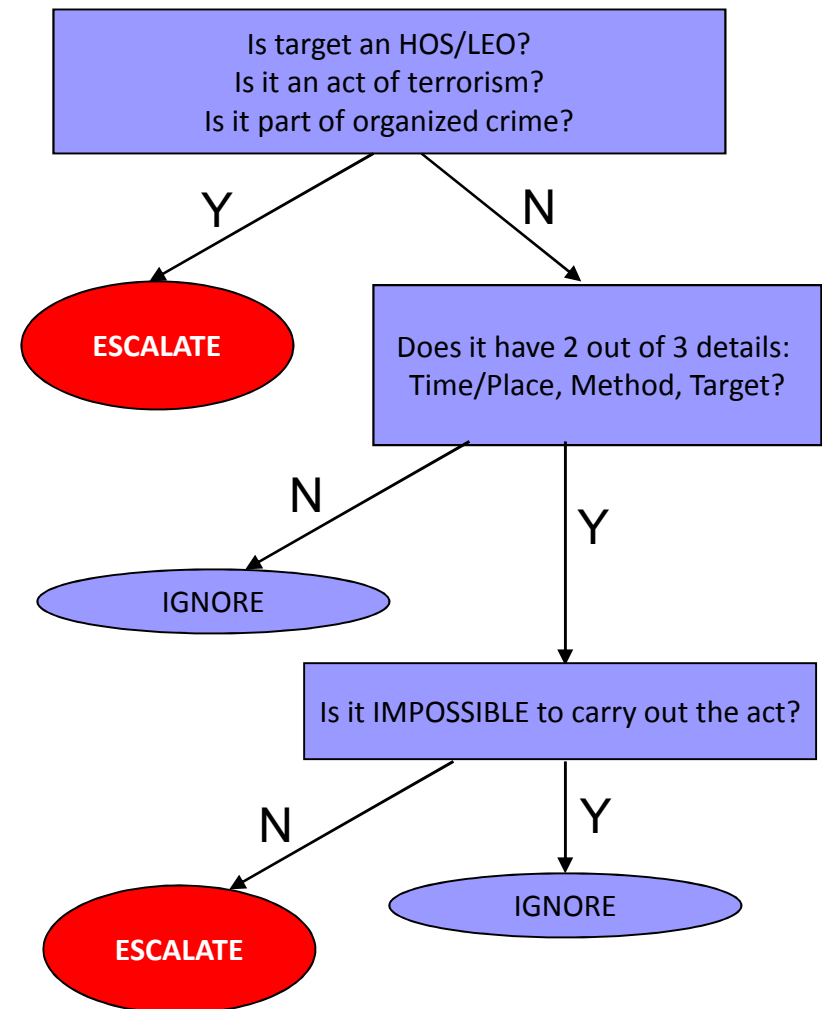 Is target an HOS/LEO?
Is it an act of terrorism?
Is it part of organized crime?
Y
N
ESCALATE
Does it have 2 out of 3 details:
Time/Place, Method, Target?
N
Y
IGNORE
Is it IMPOSSIBLE to carry out the act?
N
Y
ESCALATE
IGNORE